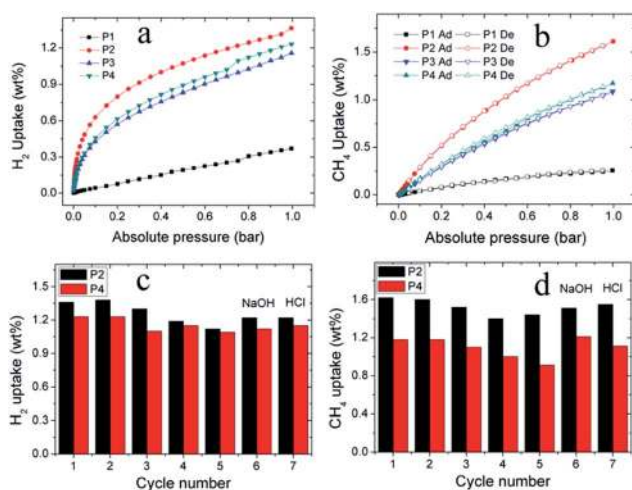 a
P1
P2
P3
P4
H2 Uptake (wt%)
1.2
0.9
0.6
0.3
0.0
0.0 0.2 0.4 0.6 0.8 1.0
Absolute pressure (bar)
b
P1 Ad P1 De
P2 Ad P2 De
P3 Ad P3 De
P4 Ad P4 De
CH4 Uptake (wt%)
1.5
1.0
0.5
0.0
0.0 0.2 0.4 0.6 0.8 1.0
Absolute pressure (bar)
c
P2
P4
NaOH HCl
H2 uptake (wt%)
1.5
1.2
0.9
0.6
0.3
0.0
1 2 3 4 5 6 7
Cycle number
d
P2
P4
NaOH HCl
CH4 uptake (wt%)
1.6
1.2
0.8
0.4
0.0
1 2 3 4 5 6 7
Cycle number